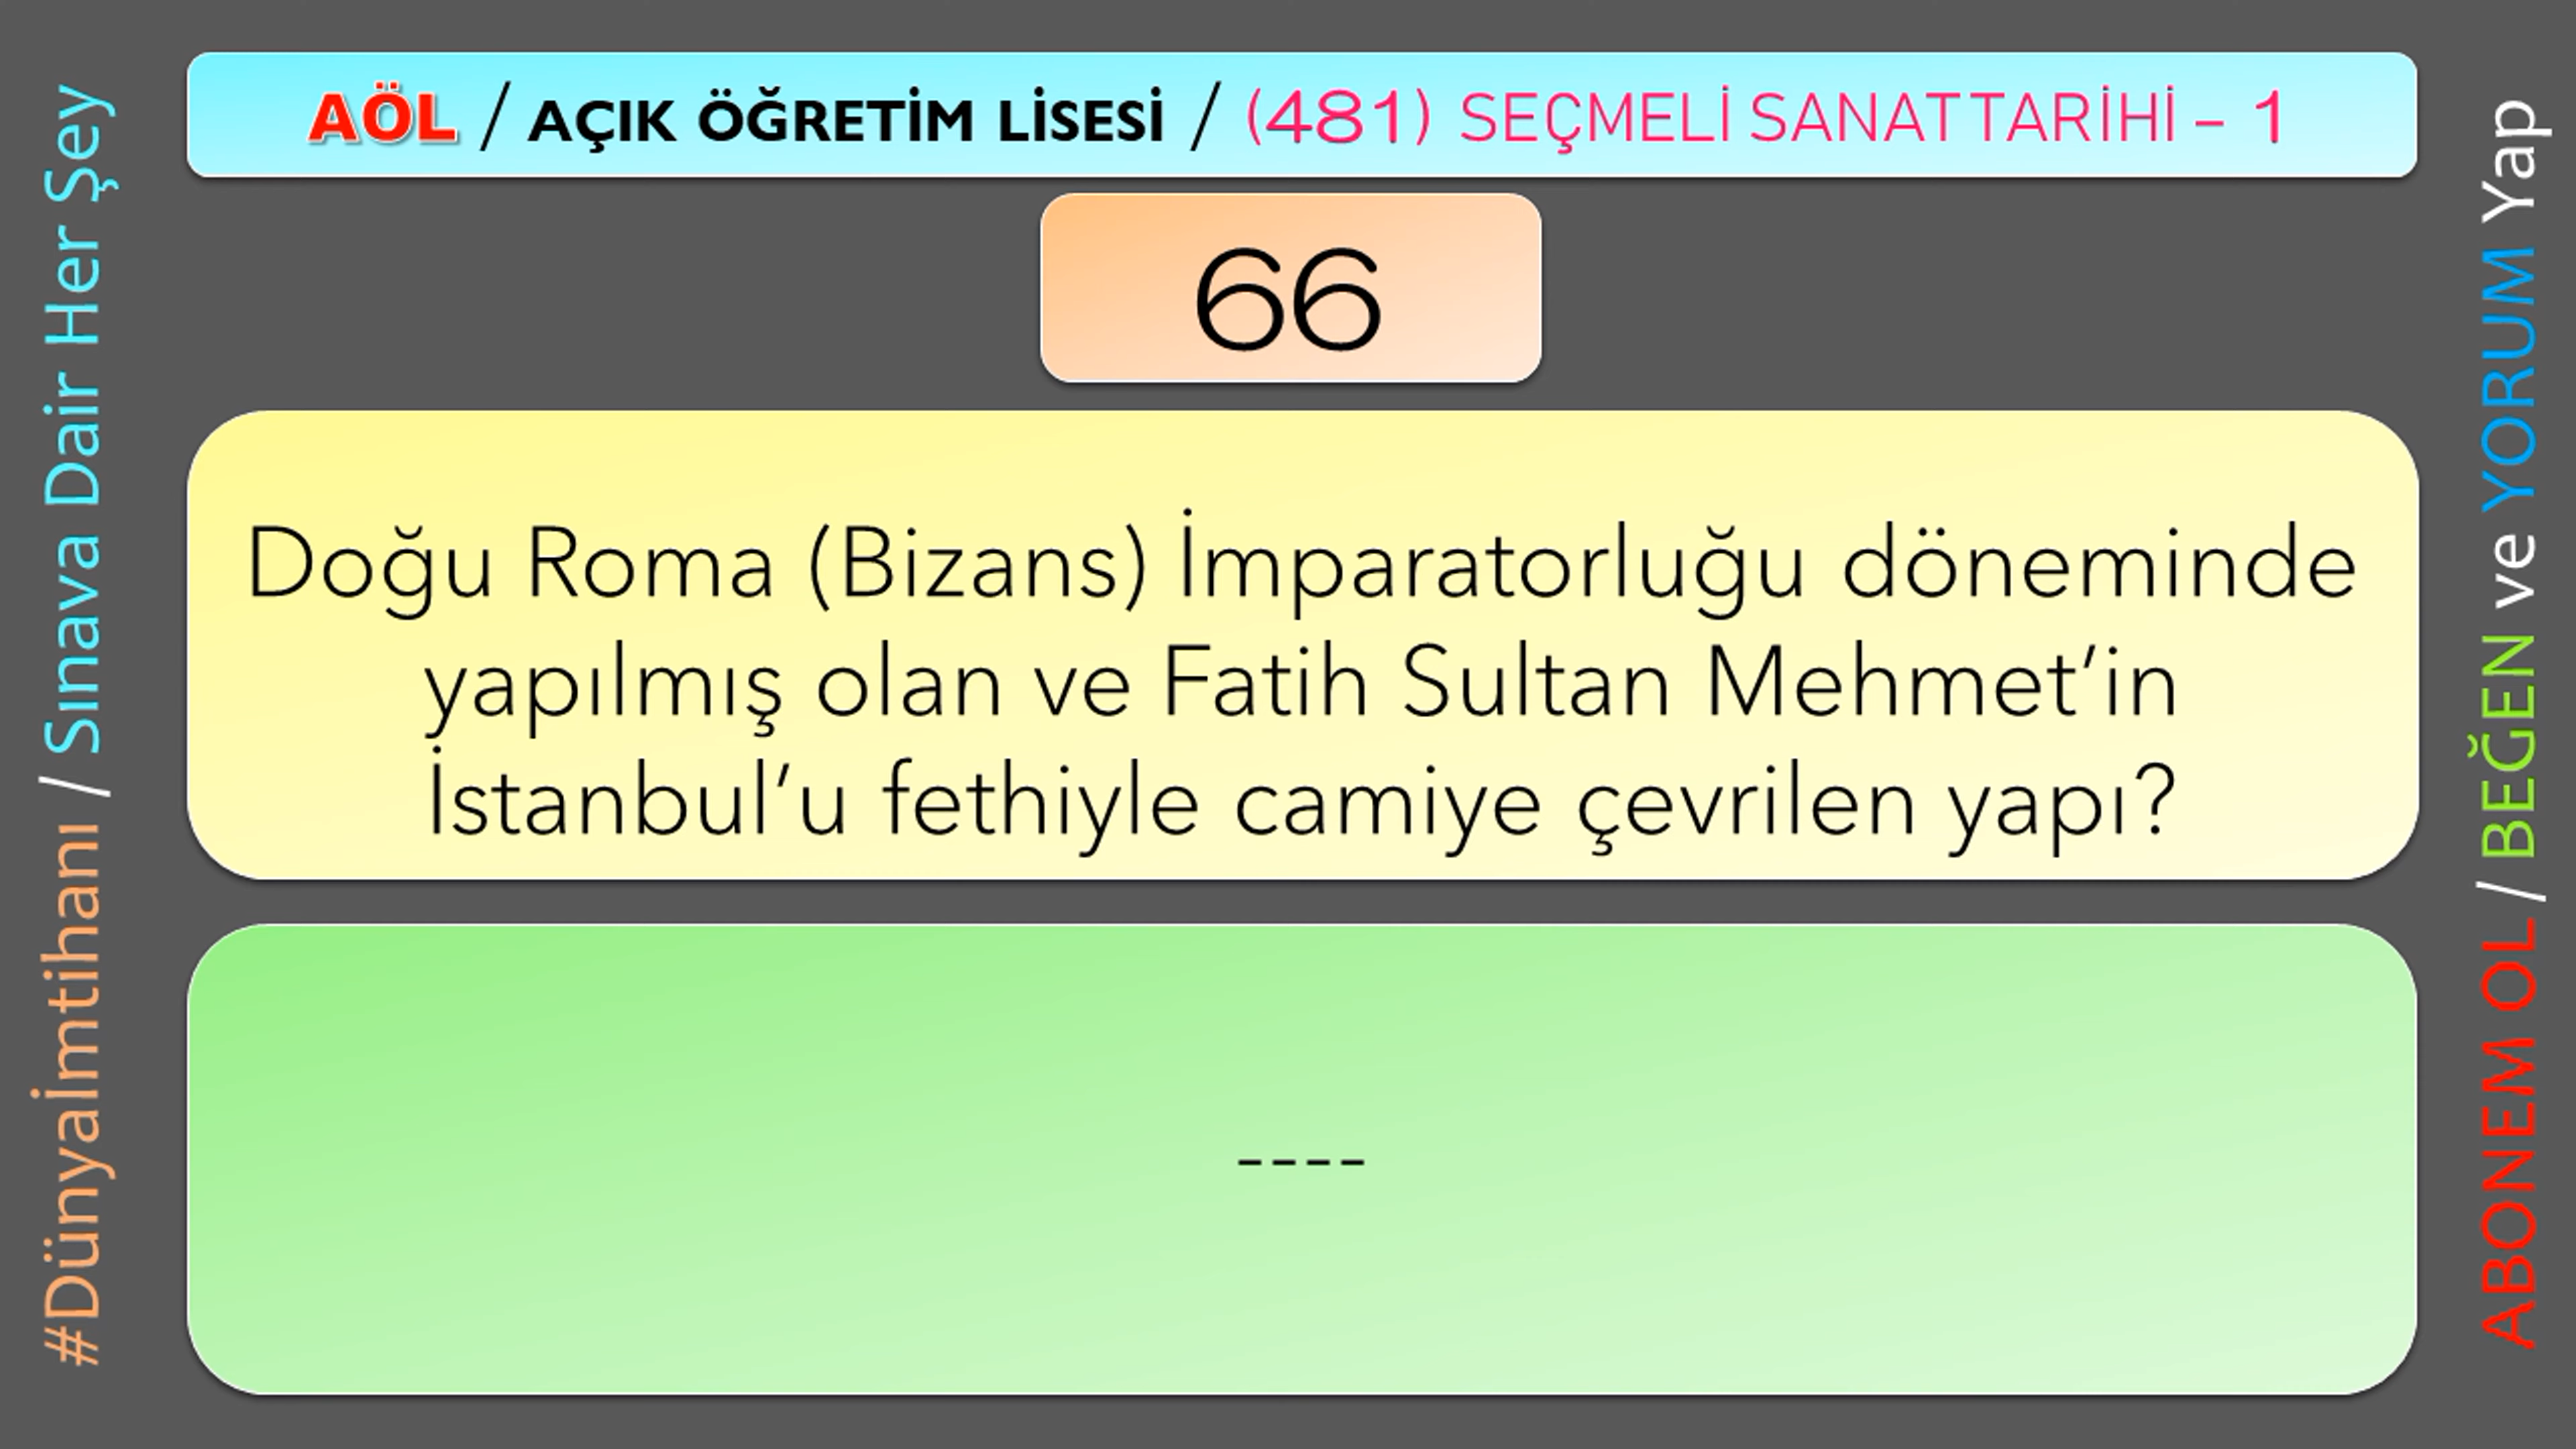 AÖL / AÇIK ÖĞRETİM LİSESİ / (481) SEÇMELİ SANAT TARİHİ – 1
66
Doğu Roma (Bizans) İmparatorluğu döneminde
yapılmış olan ve Fatih Sultan Mehmet’in
İstanbul’u fethiyle camiye çevrilen yapı?
----
#Dünyaİmtihanı / Sınava Dair Her Şey
ABONEM OL / BEĞEN ve YORUM Yap